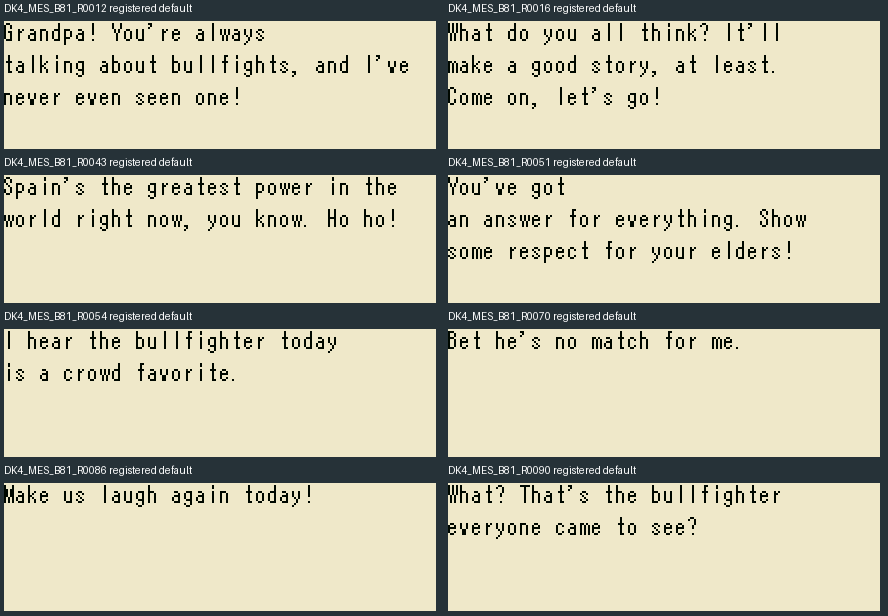 DK4_MES_B81_R0012 registered default
Grandpa! You're always
talking about bullfights, and I've
never even seen one!
DK4_MES_B81_R0016 registered default
What do you all think? It'll
make a good story, at least.
Come on, let's go!
DK4_MES_B81_R0043 registered default
Spain's the greatest power in the
world right now, you know. Ho ho!
DK4_MES_B81_R0051 registered default
You've got
an answer for everything. Show
some respect for your elders!
DK4_MES_B81_R0054 registered default
I hear the bullfighter today
is a crowd favorite.
DK4_MES_B81_R0070 registered default
Bet he's no match for me.
DK4_MES_B81_R0086 registered default
Make us laugh again today!
DK4_MES_B81_R0090 registered default
What? That's the bullfighter
everyone came to see?